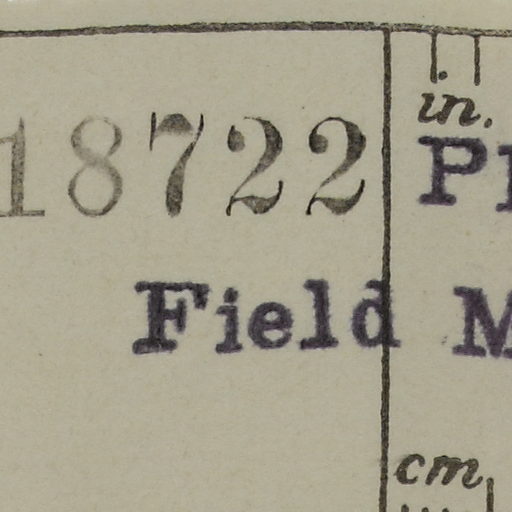 in.
18722
Field
cm.